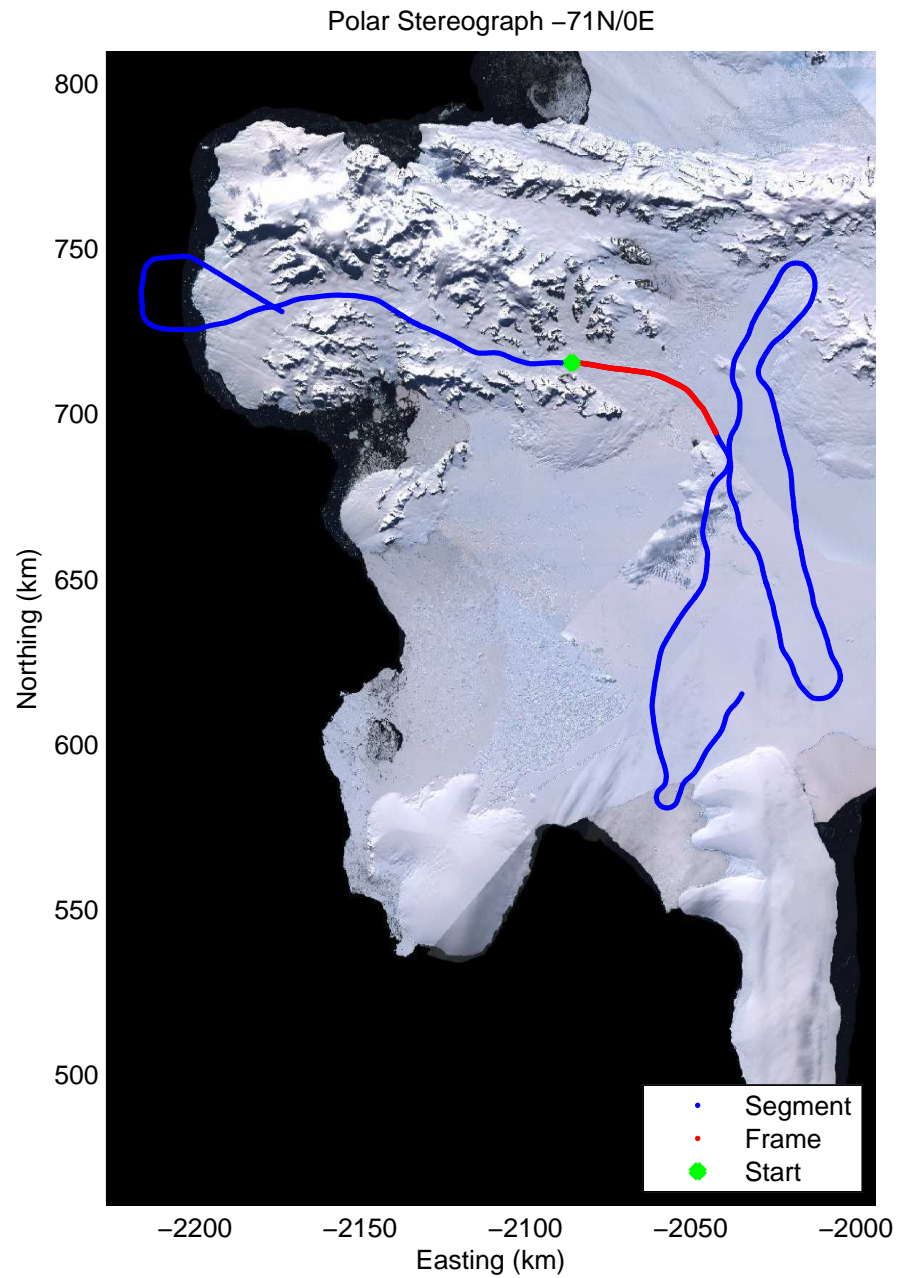 Polar Stereograph −71N/0E
800
750
700
650
600
550
500
Northing (km)
−2200
−2150
−2100
−2050
−2000
Easting (km)
Segment
Frame
Start